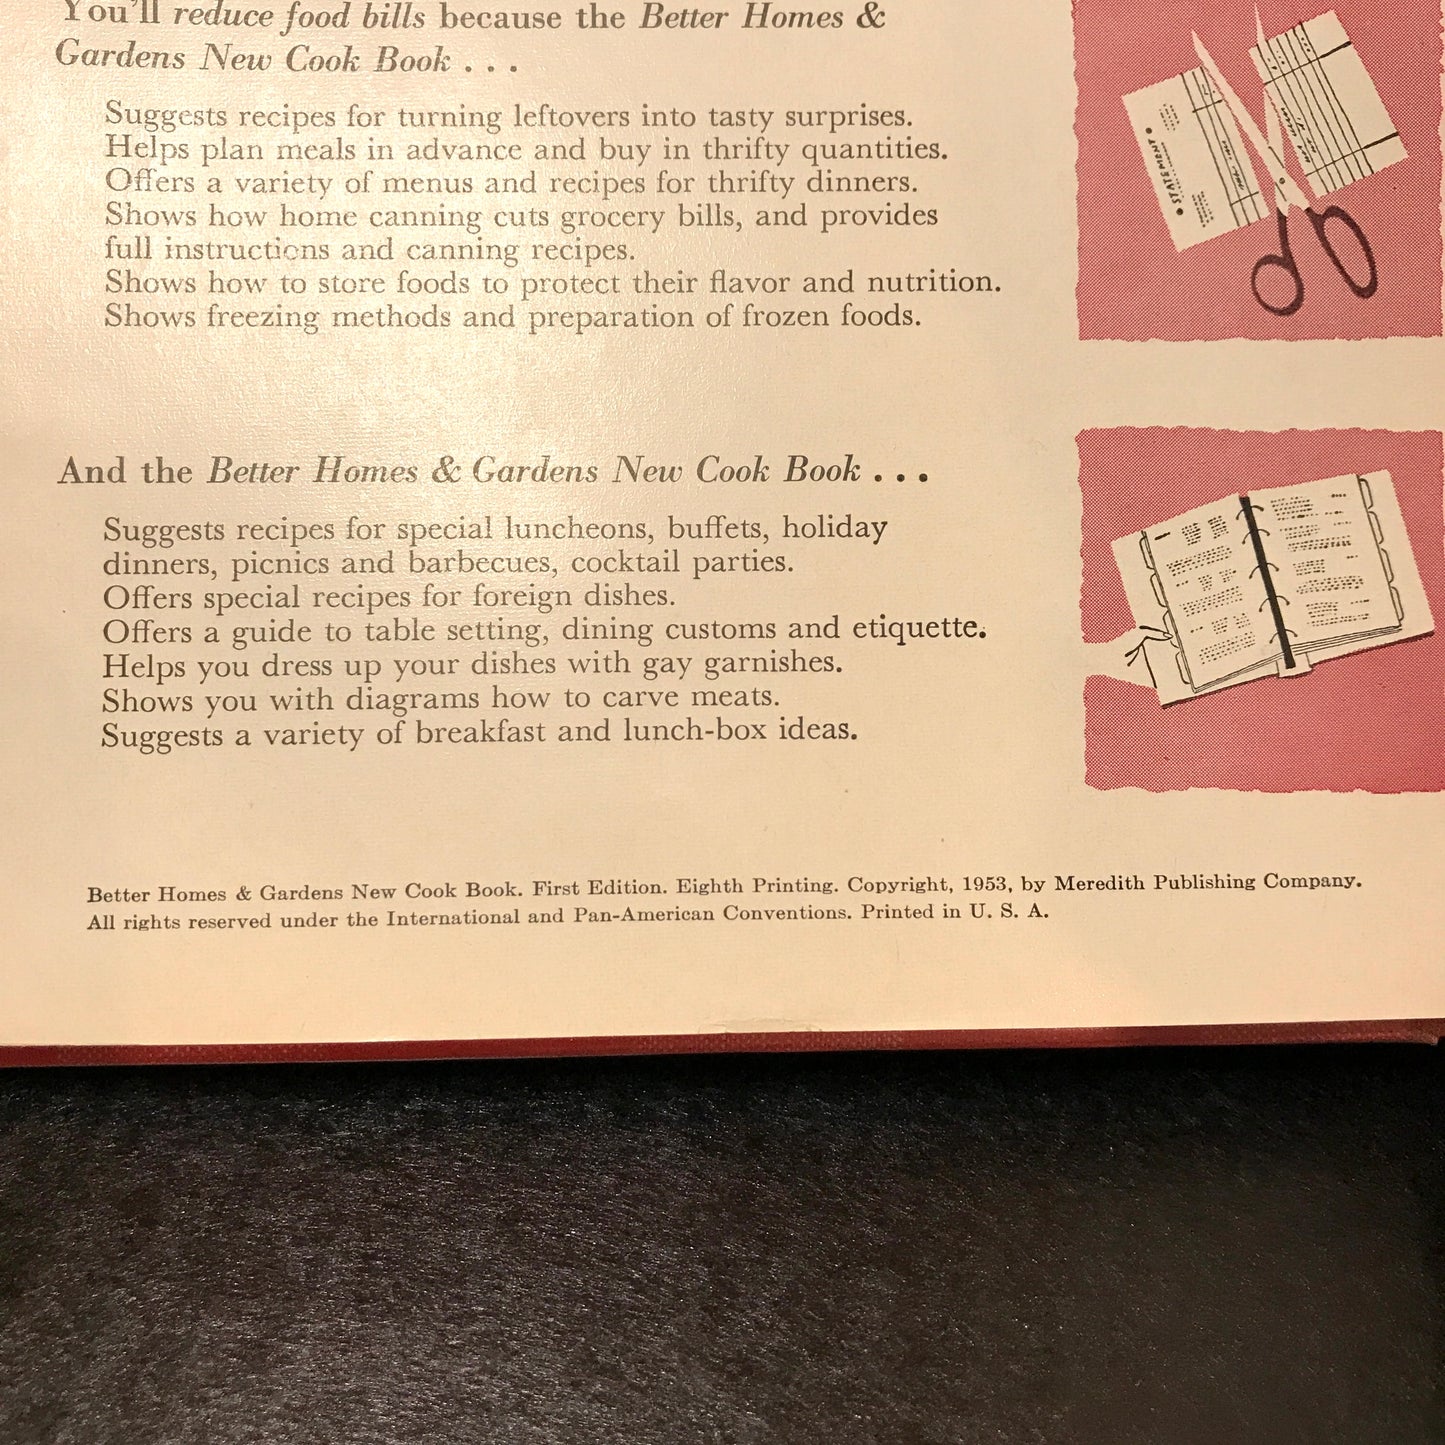 You'll reduce food bills because the Better Homes &
Gardens New Cook Book . . .
Suggests recipes for turning leftovers into tasty surprises.
Helps plan meals in advance and buy in thrifty quantities.
Offers a variety of menus and recipes for thrifty dinners.
Shows how home canning cuts grocery bills, and provides
full instructions and canning recipes.
Shows how to store foods to protect their flavor and nutrition.
Shows freezing methods and preparation of frozen foods.
STATEMENT
And the Better Homes & Gardens New Cook Book . . .
Suggests recipes for special luncheons, buffets, holiday
dinners, picnics and barbecues, cocktail parties.
Offers special recipes for foreign dishes.
Offers a guide to table setting, dining customs and etiquette.
Helps you dress up your dishes with gay garnishes.
Shows you with diagrams how to carve meats.
Suggests a variety of breakfast and lunch-box ideas.
Better Homes & Gardens New Cook Book. First Edition. Eighth Printing. Copyright, 1953, by Meredith Publishing Company.
All rights reserved under the International and Pan-American Conventions. Printed in U. S. A.